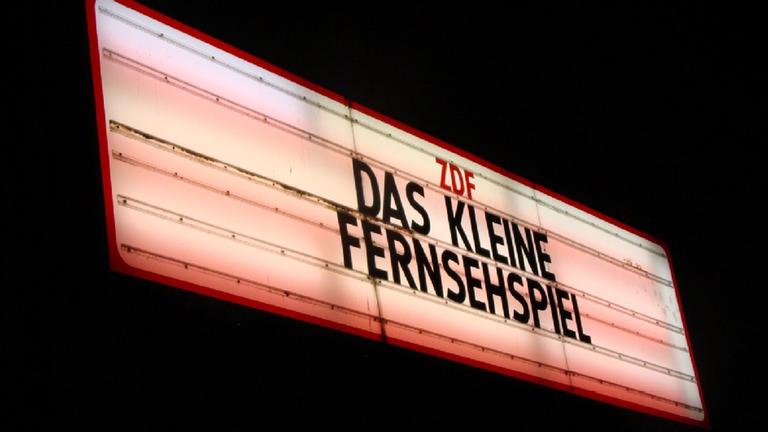 ZDF
DAS KLEINE
FERNSEHSPIEL